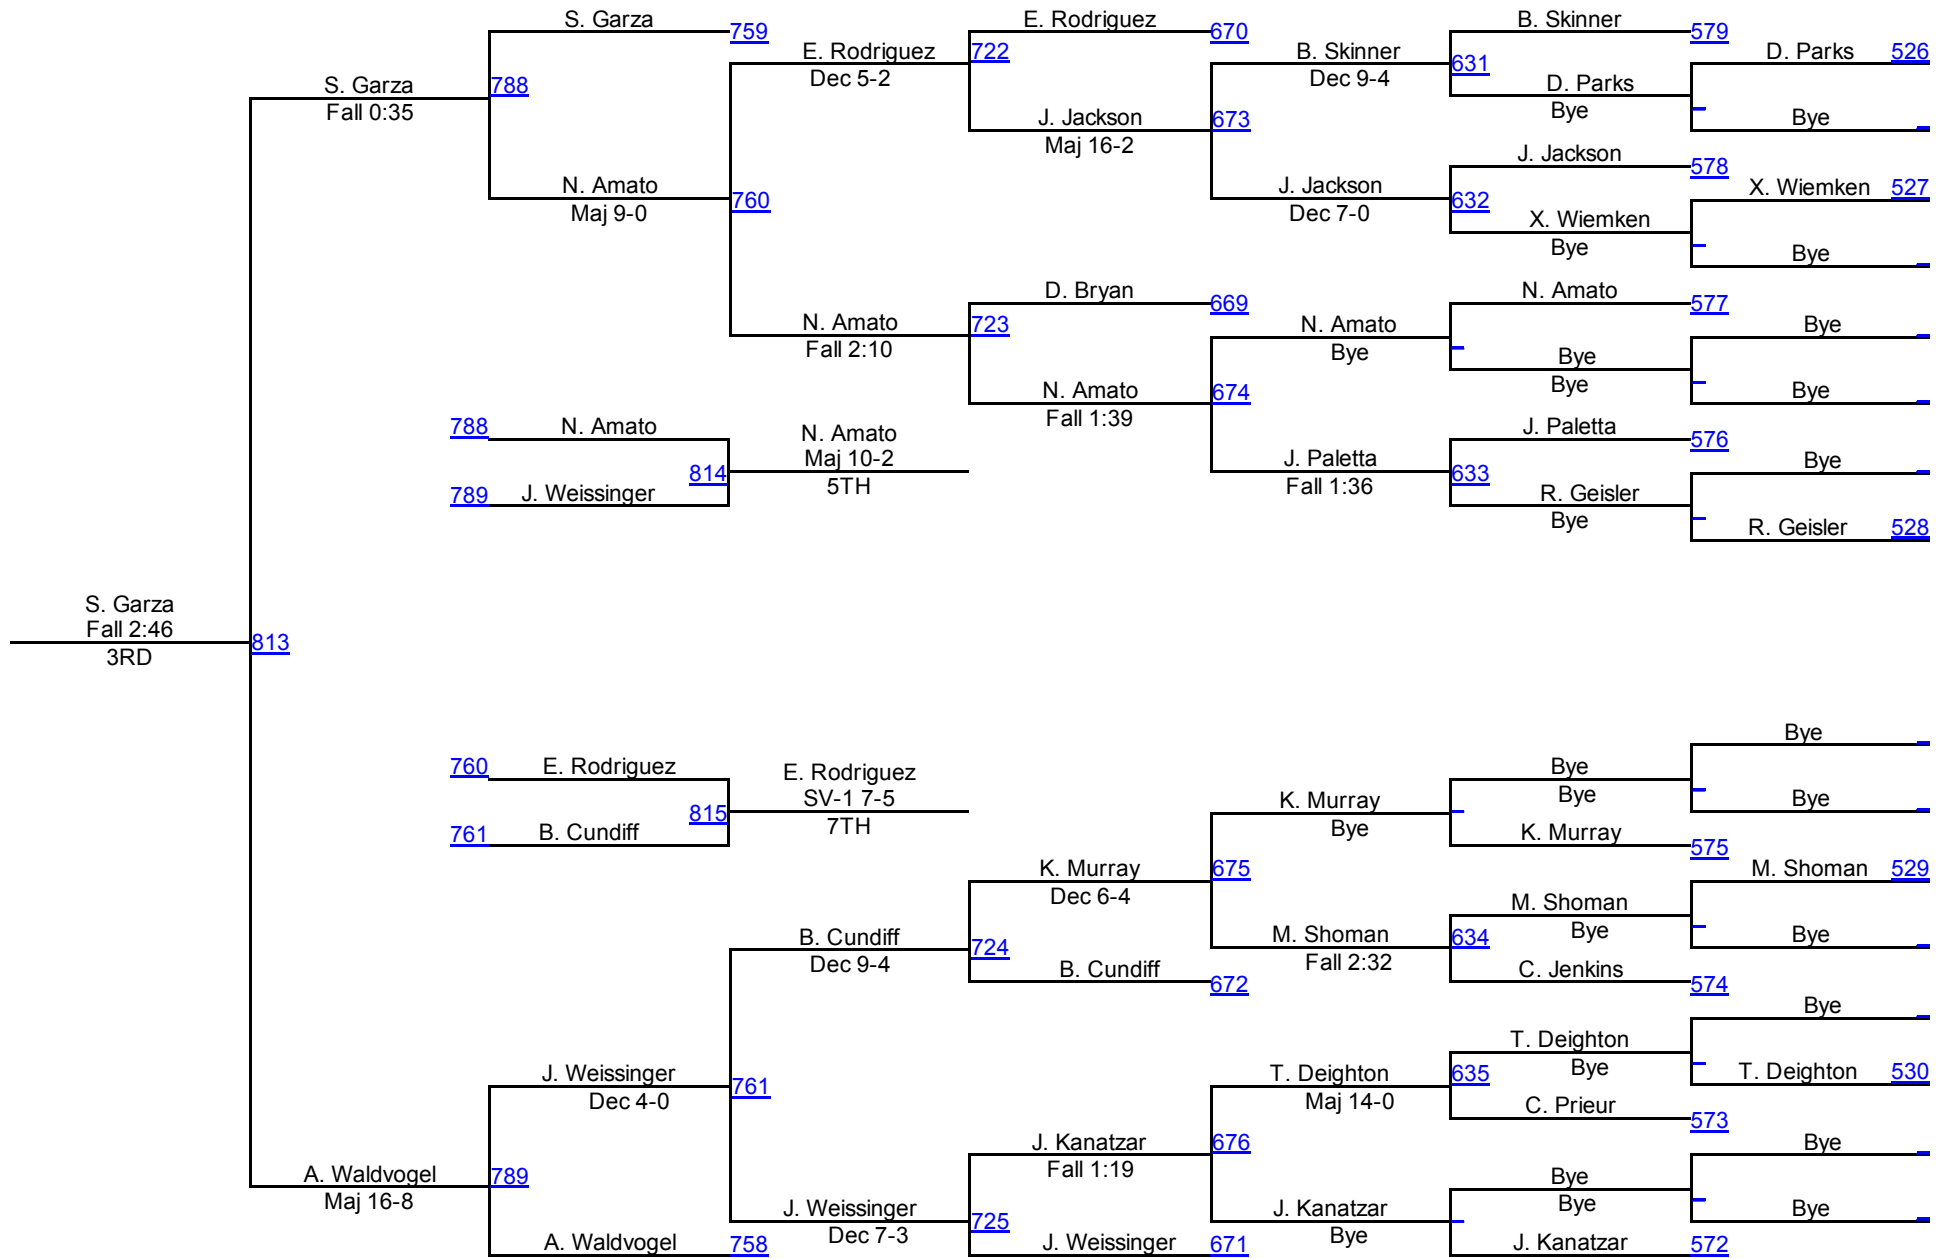 S. Garza
759
E. Rodriguez
Dec 5-2
722
E. Rodriguez
670
B. Skinner
Dec 9-4
631
B. Skinner
579
D. Parks
526
S. Garza
Fall 0:35
788
J. Jackson
Maj 16-2
673
D. Parks
Bye
Bye
J. Jackson
578
N. Amato
Maj 9-0
760
J. Jackson
Dec 7-0
632
X. Wiemken
527
X. Wiemken
Bye
Bye
D. Bryan
669
N. Amato
577
N. Amato
Fall 2:10
723
N. Amato
Bye
Bye
Bye
Bye
Bye
N. Amato
Fall 1:39
674
788
N. Amato
N. Amato
Maj 10-2
5TH
814
789
J. Weissinger
J. Paletta
576
J. Paletta
Fall 1:36
633
Bye
R. Geisler
Bye
R. Geisler
528
S. Garza
Fall 2:46
3RD
813
760
E. Rodriguez
E. Rodriguez
SV-1 7-5
7TH
815
761
B. Cundiff
Bye
Bye
Bye
Bye
K. Murray
Bye
K. Murray
575
K. Murray
Dec 6-4
675
M. Shoman
529
M. Shoman
Bye
Bye
B. Cundiff
Dec 9-4
724
M. Shoman
Fall 2:32
634
B. Cundiff
672
C. Jenkins
574
Bye
T. Deighton
Bye
J. Weissinger
Dec 4-0
761
T. Deighton
Maj 14-0
635
T. Deighton
530
C. Prieur
573
J. Kanatzar
Fall 1:19
676
Bye
A. Waldvogel
Maj 16-8
789
Bye
Bye
J. Weissinger
Dec 7-3
725
J. Kanatzar
Bye
Bye
A. Waldvogel
758
J. Weissinger
671
J. Kanatzar
572